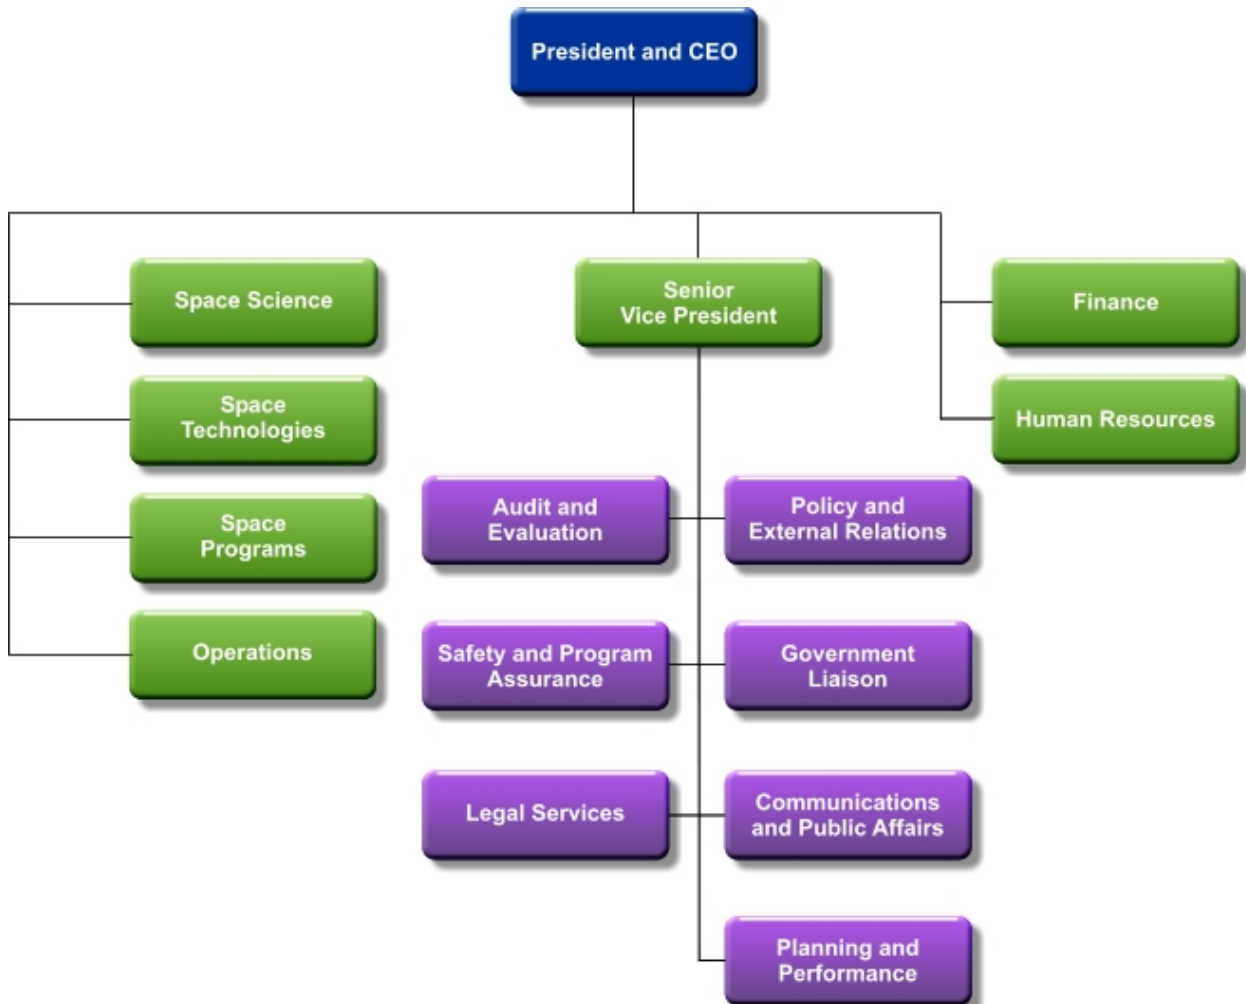 President and CEO
Space Science
Space
Technologies
Space
Programs
Operations
Senior
Vice President
Finance
Human Resources
Audit and
Evaluation
Policy and
External Relations
Safety and Program
Assurance
Government
Liaison
Legal Services
Communications
and Public Affairs
Planning and
Performance